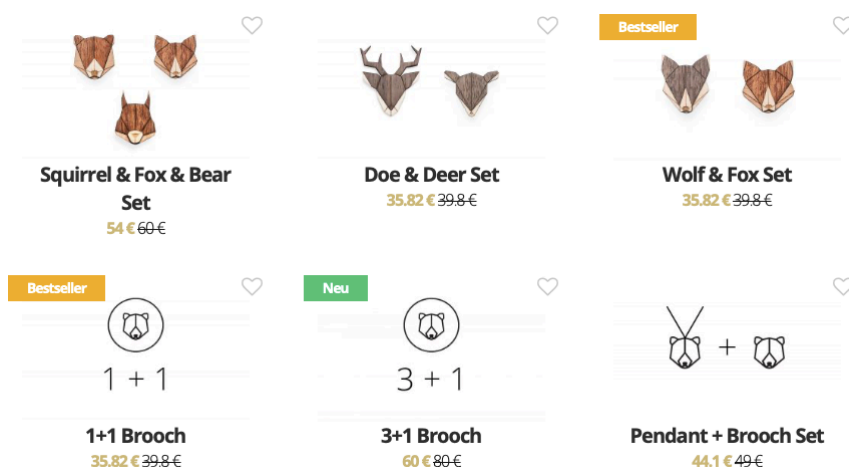 Bestseller
Squirrel & Fox & Bear
Set
54 € 60 €
Doe & Deer Set
35.82 € 39.8 €
Wolf & Fox Set
35.82 € 39.8 €
Bestseller
Neu
1 + 1
3 + 1
+
1+1 Brooch
35.82 € 39.8 €
3+1 Brooch
60 € 80 €
Pendant + Brooch Set
44.1 € 49 €